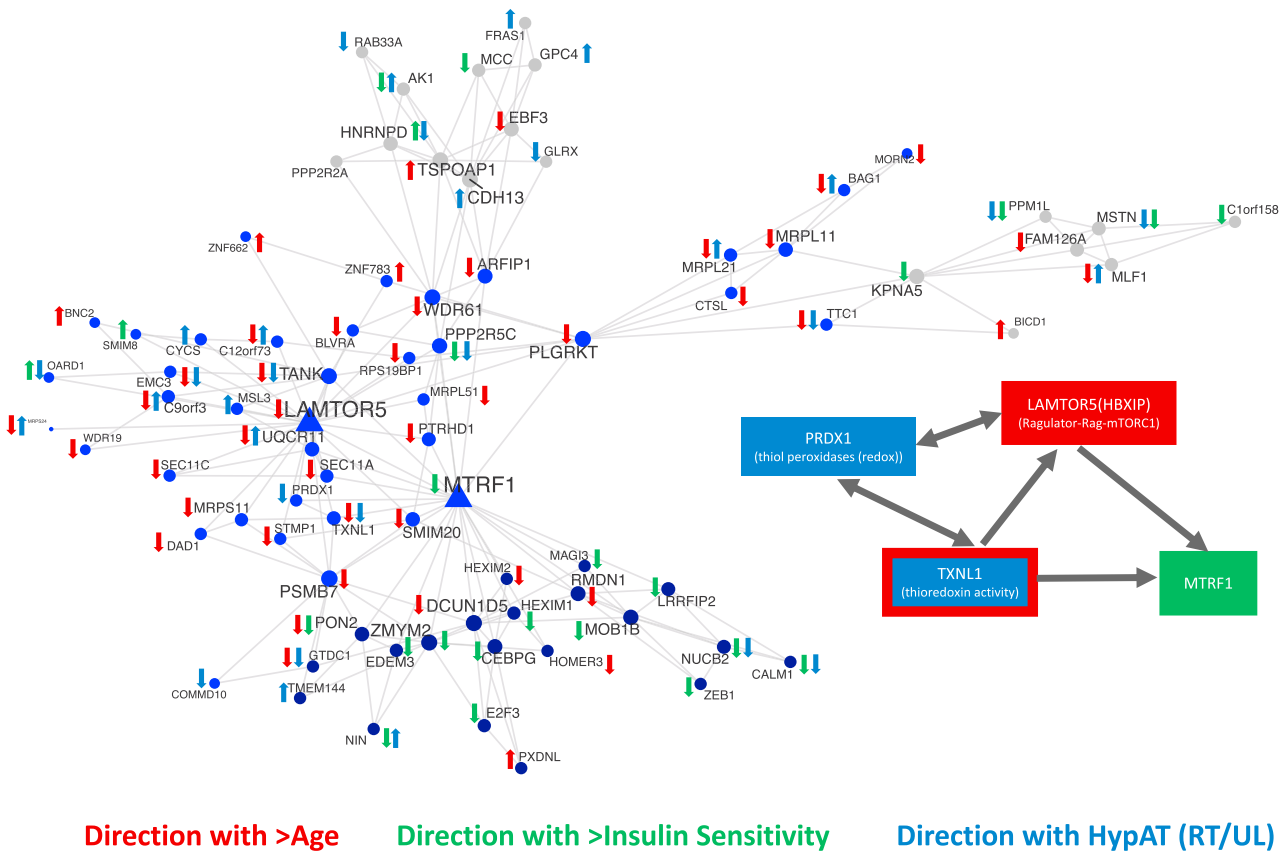 FRAS1
RAB33A
MCC
GPC4
AK1
EBF3
HNRNPD
GLRX
PPP2R2A
TSPOAP1
CDH13
MORN2
BAG1
C1orf158
PPM1L
MSTN
ZNF662
MRPL11
FAM126A
ZNF783
ARFIP1
MRPL21
MLF1
KPNA5
CTSL
WDR61
BNC2
TTC1
BICD1
SMIM8
CYCS
C12orf73
BLVRA
PPP2R5C
PLGRKT
OARD1
EMC3
TANK
RPS19BP1
C9orf3
MSL3
MRPL51
LAMTOR5
MRPS24
WDR19
UQCR11
PTRHD1
SEC11C
SEC11A
PRDX1
MTRF1
MRPS11
STMP1
TXNL1
SMIM20
DAD1
MAGI3
HEXIM2
RMDN1
PSMB7
DCUN1D5
HEXIM1
LRRFIP2
PON2
ZMYM2
MOB1B
GTDC1
EDEM3
CEBPG
HOMER3
NUCB2
CALM1
COMMD10
TMEM144
ZEB1
E2F3
NIN
PXDNL
LAMTOR5(HBXIP)
(Ragulator-Rag-mTORC1)
PRDX1
(thiol peroxidases (redox))
TXNL1
(thioredoxin activity)
MTRF1
Direction with >Age
Direction with >Insulin Sensitivity
Direction with HypAT (RT/UL)